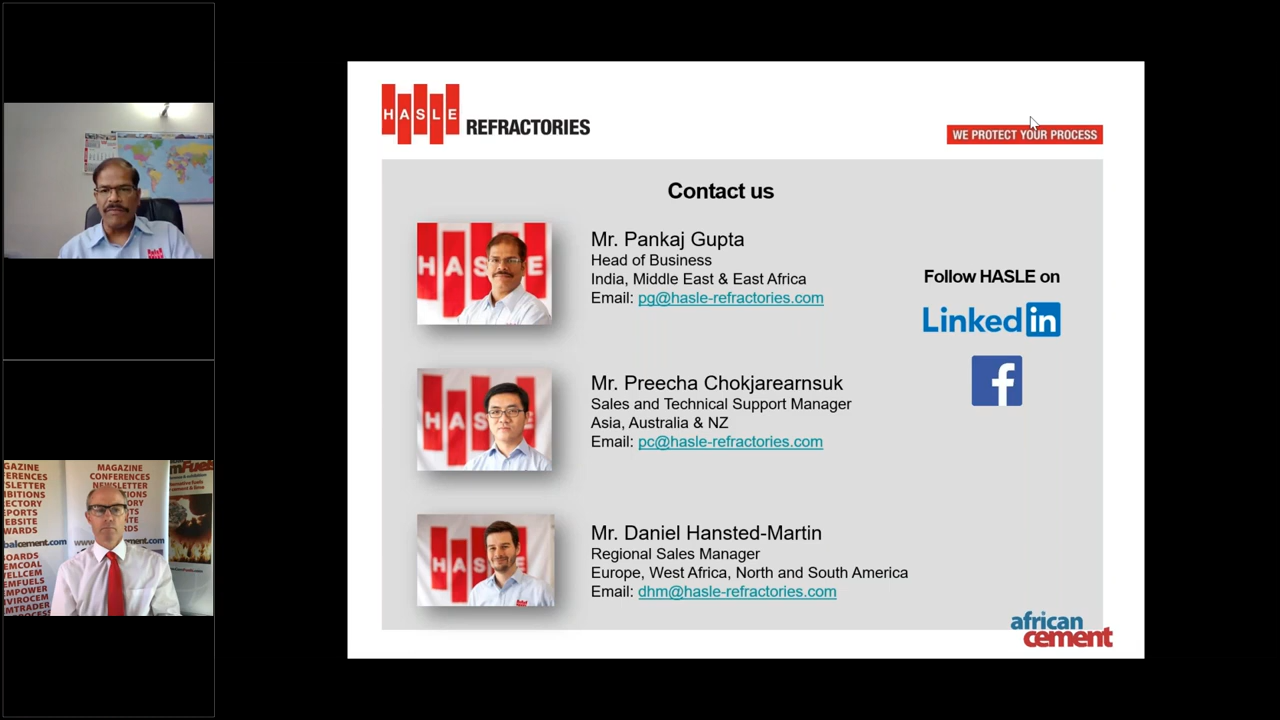 HASLE REFRACTORIES
WE PROTECT YOUR PROCESS
Contact us
Mr. Pankaj Gupta
Head of Business
India, Middle East & East Africa
Email: pg@hasle-refractories.com
Mr. Preecha Chokjarearnsuk
Sales and Technical Support Manager
Asia, Australia & NZ
Email: pc@hasle-refractories.com
Mr. Daniel Hansted-Martin
Regional Sales Manager
Europe, West Africa, North and South America
Email: dhm@hasle-refractories.com
Follow HASLE on
LinkedIn
f
african
cement
MAGAZINE
CONFERENCES
NEWSLETTER